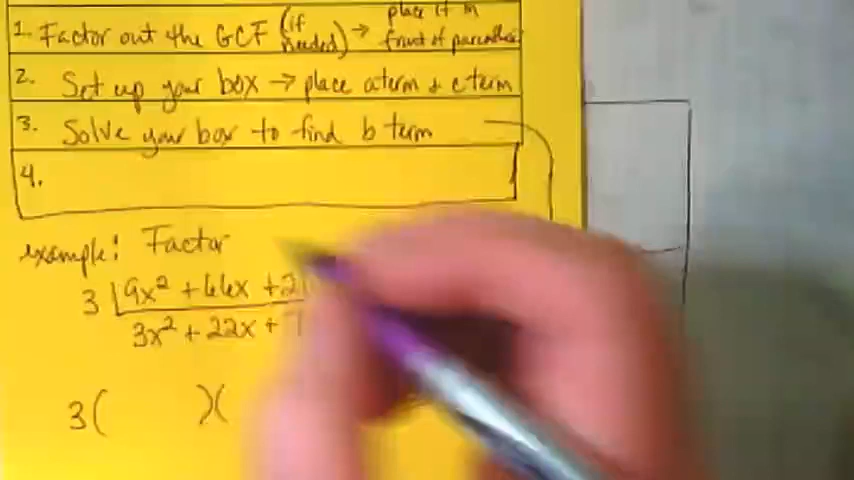 1. Factor out the GCF (if needed) → place it in front of parentheses
2. Set up your box → place a term & c term
3. Solve your box to find b term
4.
example: Factor
3 9x² + 66x + 21
3x² + 22x + 7
3( )(